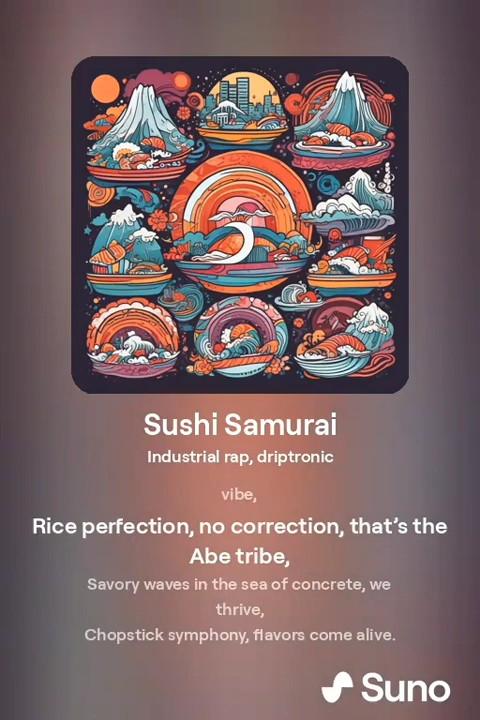 Sushi Samurai
Industrial rap, driptronic
vibe,
Rice perfection, no correction, that's the
Abe tribe,
Savory waves in the sea of concrete, we
thrive,
Chopstick symphony, flavors come alive.
Suno